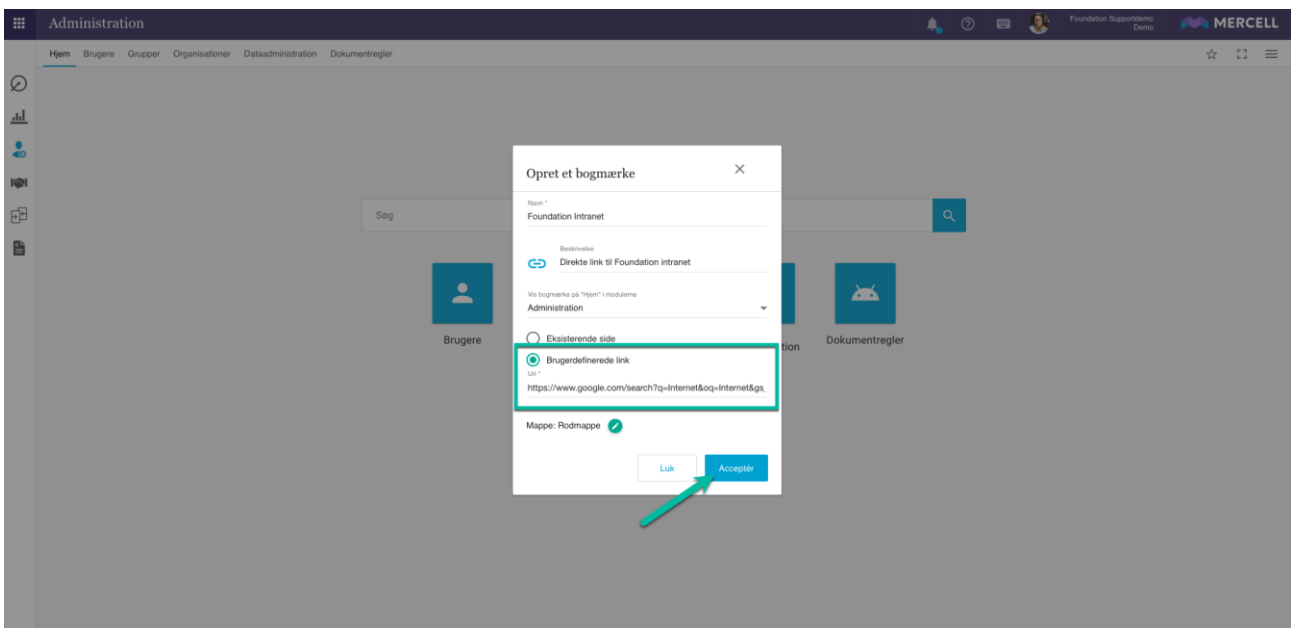 Administration
Foundation Supportdemo
Demo
MERCELL
Hjem Brugere Grupper Organisationer Dataadministration Dokumentregler
Opret et bogmærke
Navn *
Foundation Intranet
Søg
Beskrivelse
Direkte link til Foundation intranet
Vis bogmærke på "Hjem" i modulerne
Administration
Eksisterende side
Brugere
tion
Dokumentregler
Brugerdefinerede link
Url *
https://www.google.com/search?q=Internet&oq=Internet&gs_
Mappe: Rodmappe
Luk
Acceptér